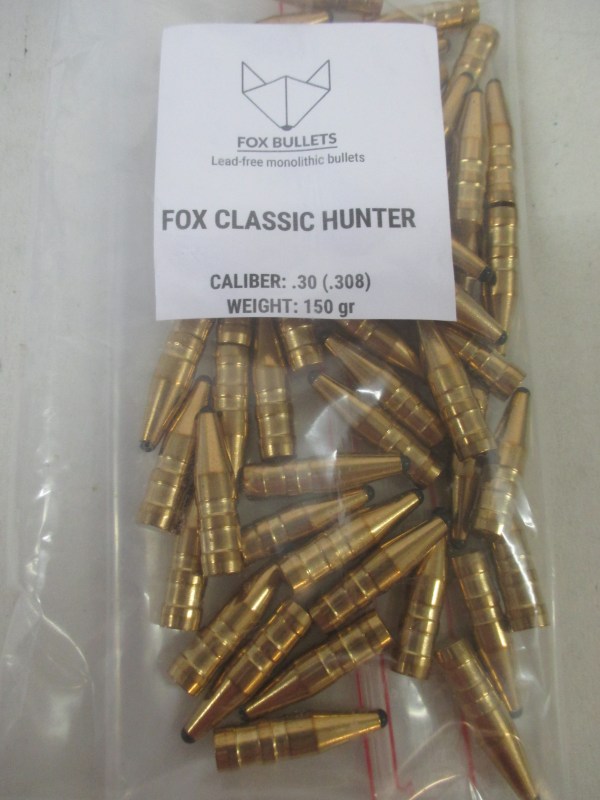 FOX BULLETS
Lead-free monolithic bullets
FOX CLASSIC HUNTER
CALIBER: .30 (.308)
WEIGHT: 150 gr